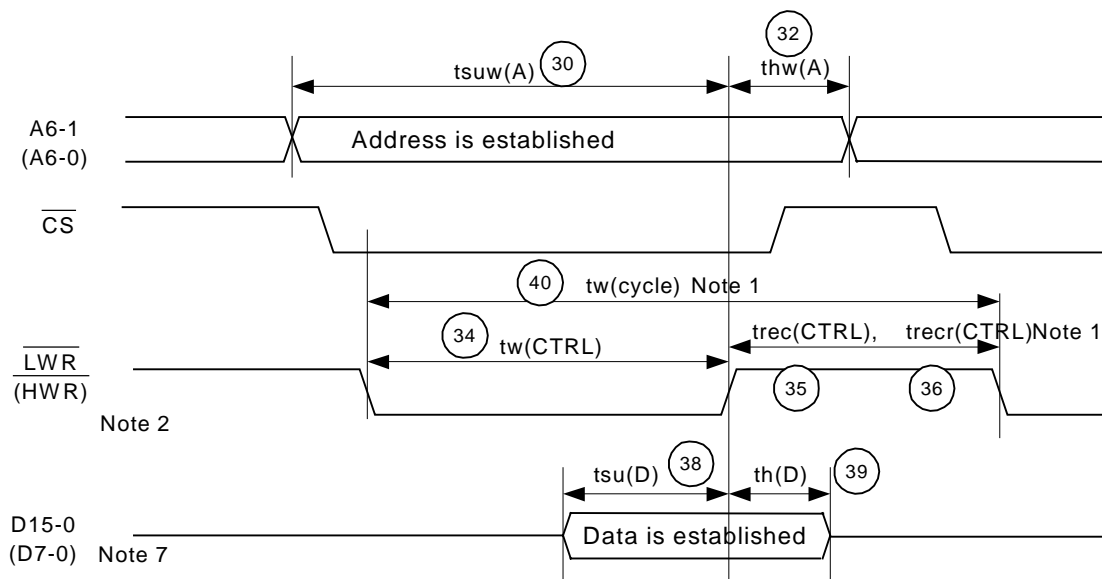 tsuw(A) 30
thw(A) 32
A6-1
(A6-0)
Address is established
CS
40 tw(cycle) Note 1
34 tw(CTRL)
trec(CTRL), trecr(CTRL)Note 1
LWR
(HWR)
35 36
Note 2
tsu(D) 38
th(D) 39
D15-0
(D7-0) Note 7
Data is established